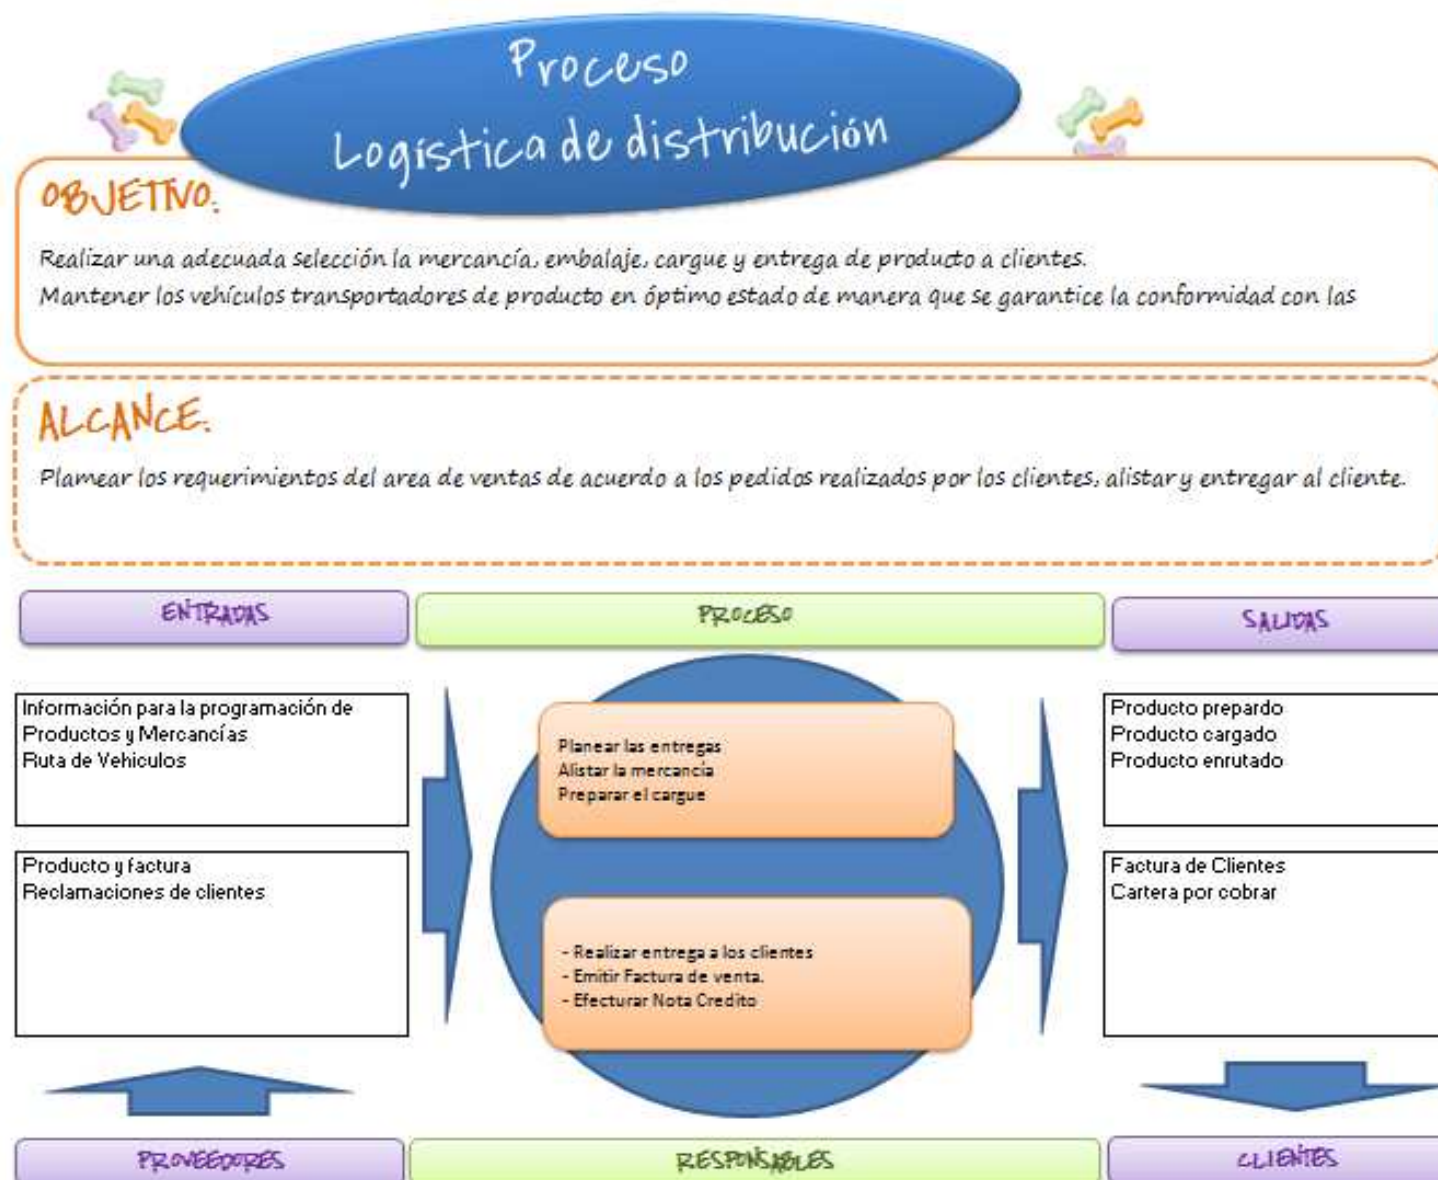 Proceso
Logística de distribución
OBJETIVO:
Realizar una adecuada selección la mercancía, embalaje, cargue y entrega de producto a clientes.
Mantener los vehículos transportadores de producto en óptimo estado de manera que se garantice la conformidad con las
ALCANCE:
Plamear los requerimientos del area de ventas de acuerdo a los pedidos realizados por los clientes, alistar y entregar al cliente.
ENTRADAS
PROCESO
SALIDAS
Información para la programación de
Productos y Mercancías
Ruta de Vehiculos
Planear las entregas
Alistar la mercancía
Preparar el cargue
Producto prepardo
Producto cargado
Producto enrutado
Producto y factura
Reclamaciones de clientes
- Realizar entrega a los clientes
- Emitir Factura de venta.
- Efecturar Nota Credito
Factura de Clientes
Cartera por cobrar
PROVEEDORES
RESPONSABLES
CLIENTES